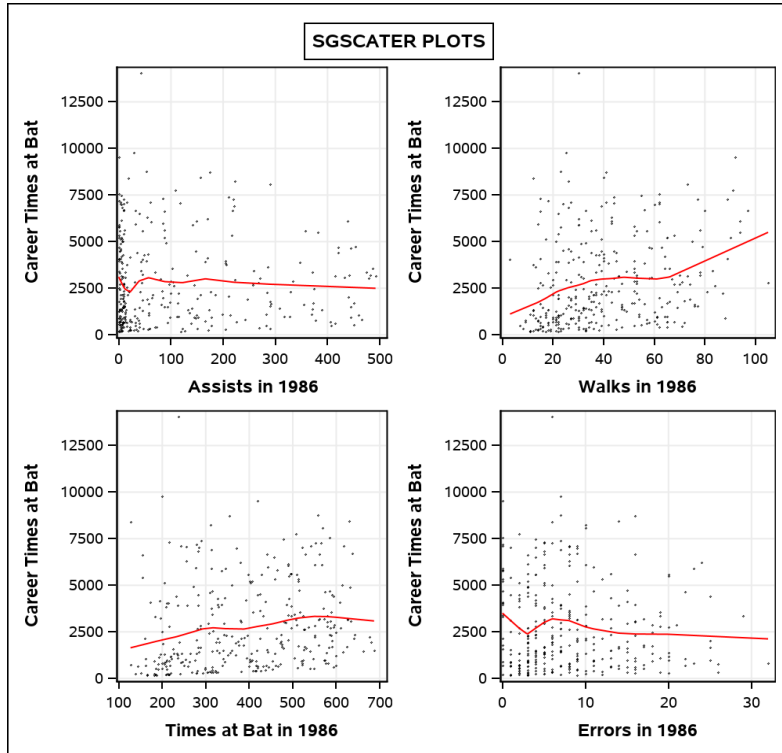 SGSCATER PLOTS
Career Times at Bat
12500
10000
7500
5000
2500
0
0 100 200 300 400 500
Assists in 1986
Career Times at Bat
12500
10000
7500
5000
2500
0
0 20 40 60 80 100
Walks in 1986
Career Times at Bat
12500
10000
7500
5000
2500
0
100 200 300 400 500 600 700
Times at Bat in 1986
Career Times at Bat
12500
10000
7500
5000
2500
0
0 10 20 30
Errors in 1986